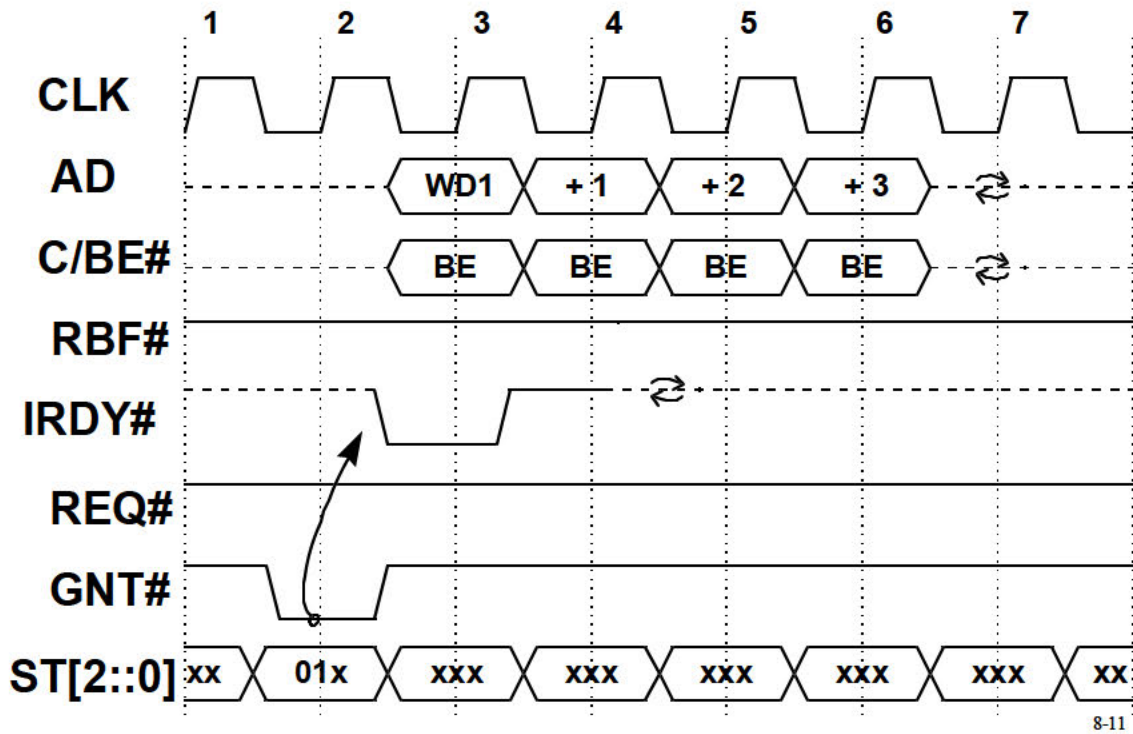 1 2 3 4 5 6 7
CLK
AD WD1 + 1 + 2 + 3
C/BE# BE BE BE BE
RBF#
IRDY#
REQ#
GNT#
ST[2::0] xx 01x xxx xxx xxx xxx xxx xx
8-11